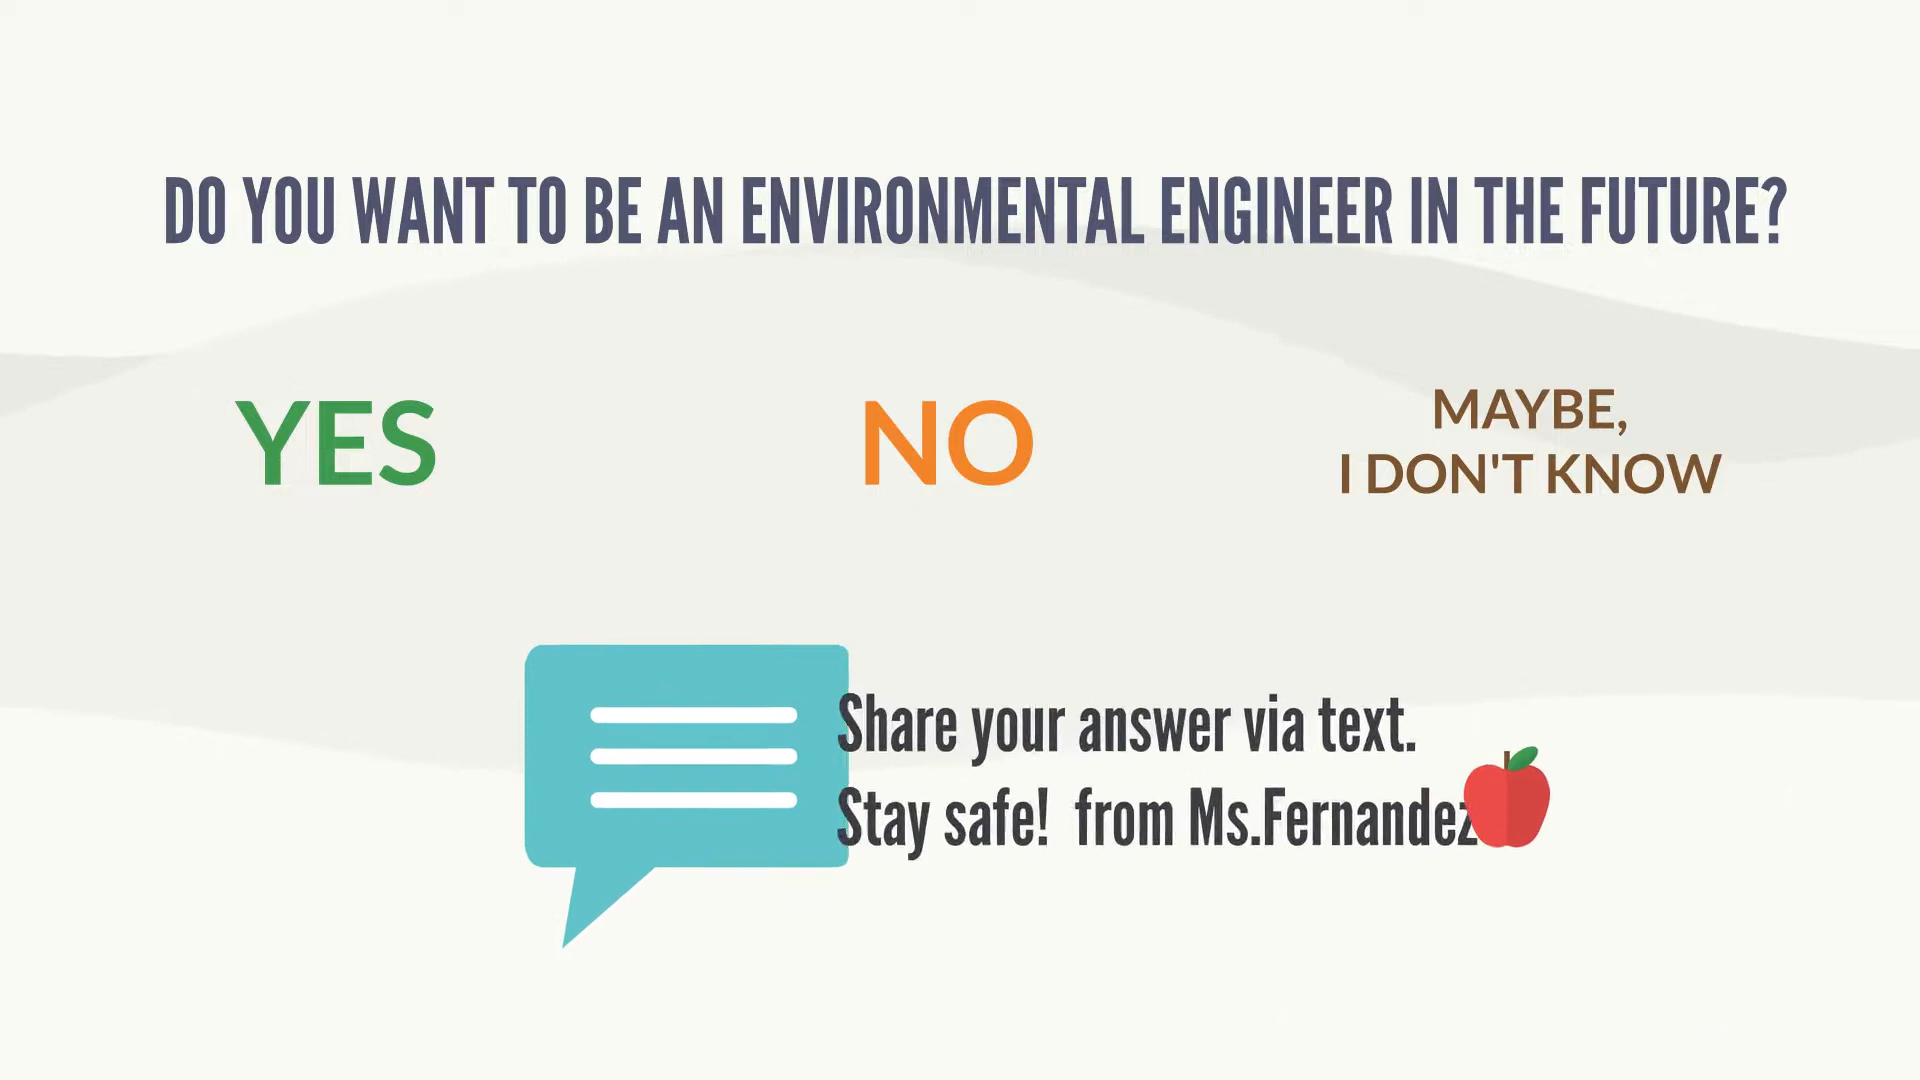 DO YOU WANT TO BE AN ENVIRONMENTAL ENGINEER IN THE FUTURE?
YES
NO
MAYBE,
I DON'T KNOW
Share your answer via text.
Stay safe!  from Ms.Fernandez